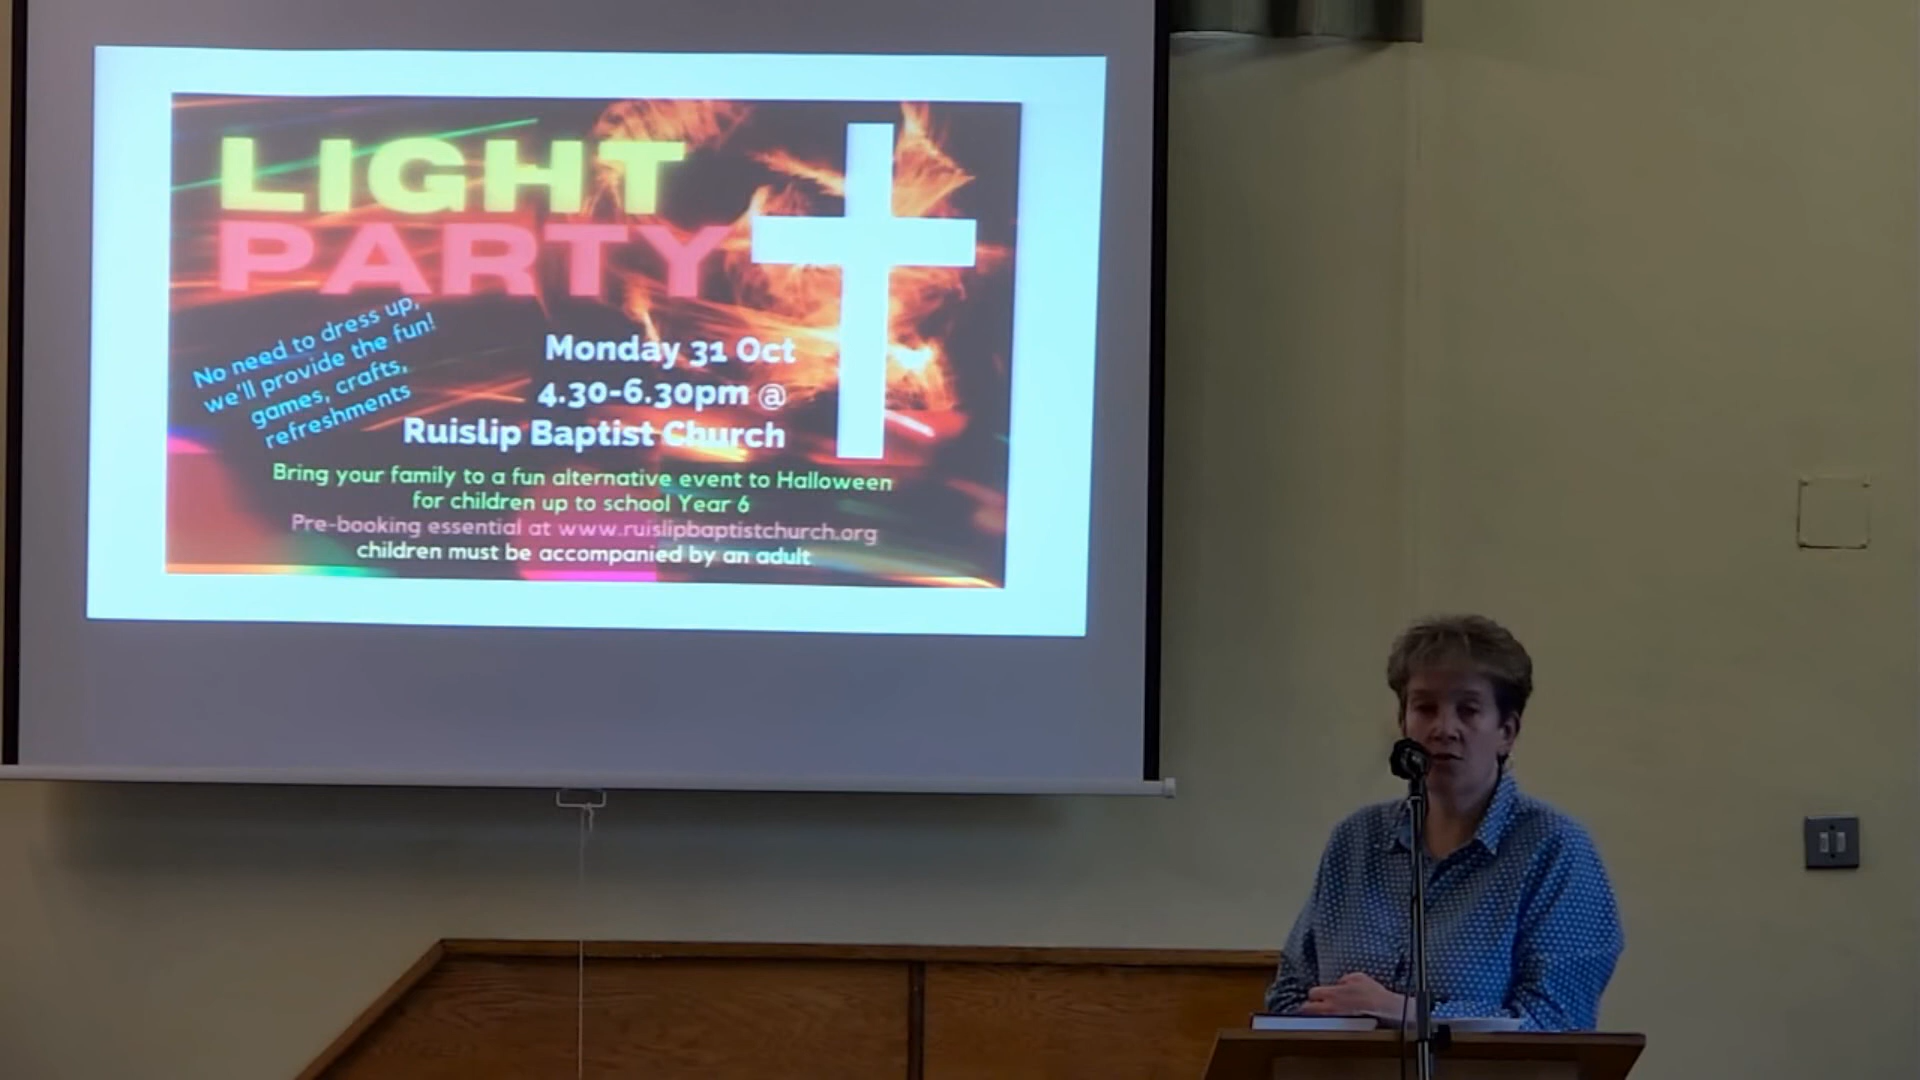 LIGHT
PARTY
No need to dress up,
we'll provide the fun!
games, crafts,
refreshments
Monday 31 Oct
4.30-6.30pm @
Ruislip Baptist Church
Bring your family to a fun alternative event to Halloween
for children up to school Year 6
Pre-booking essential at www.ruislipbaptistchurch.org
children must be accompanied by an adult